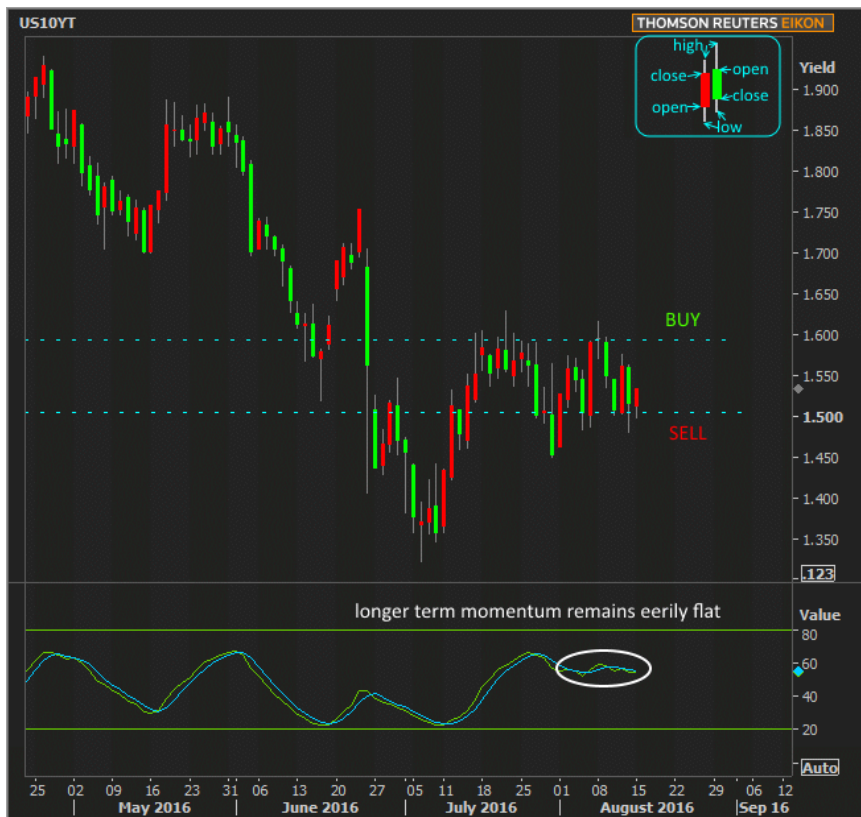 US10YT
THOMSON REUTERS EIKON
high
Yield
close
open
1.900
open
close
1.850
low
1.800
1.750
1.700
1.650
BUY
1.600
1.550
1.500
SELL
1.450
1.400
1.350
.123
longer term momentum remains eerily flat
Value
80
60
40
20
Auto
25 02 09 16 23 31 06 13 20 27 05 11 18 25 01 08 15 22 29 06 12
May 2016 June 2016 July 2016 August 2016 Sep 16